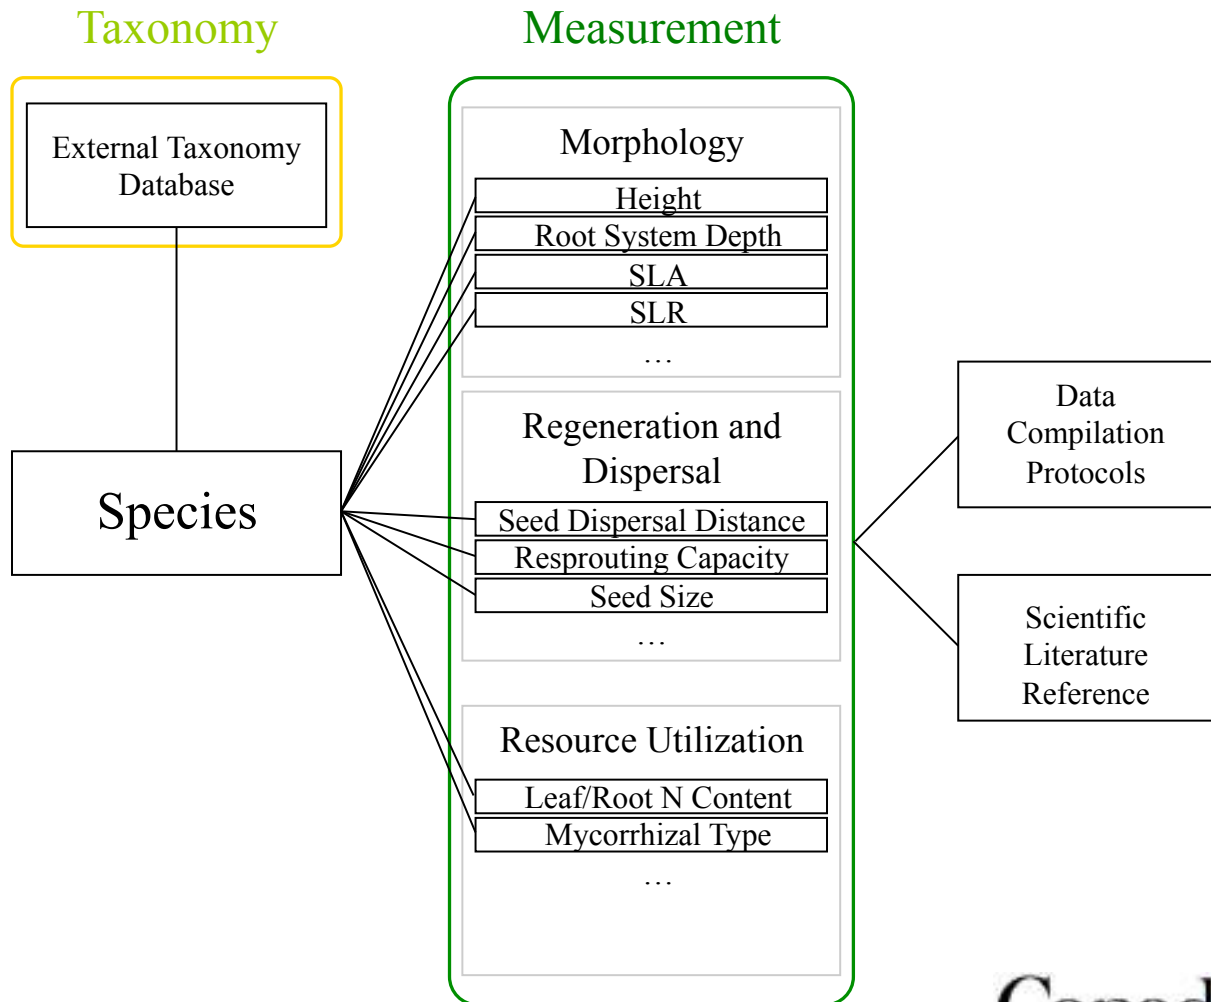 Taxonomy
Measurement
External Taxonomy
Database
Species
Morphology
Height
Root System Depth
SLA
SLR
…
Regeneration and
Dispersal
Seed Dispersal Distance
Resprouting Capacity
Seed Size
…
Resource Utilization
Leaf/Root N Content
Mycorrhizal Type
…
Data
Compilation
Protocols
Scientific
Literature
Reference